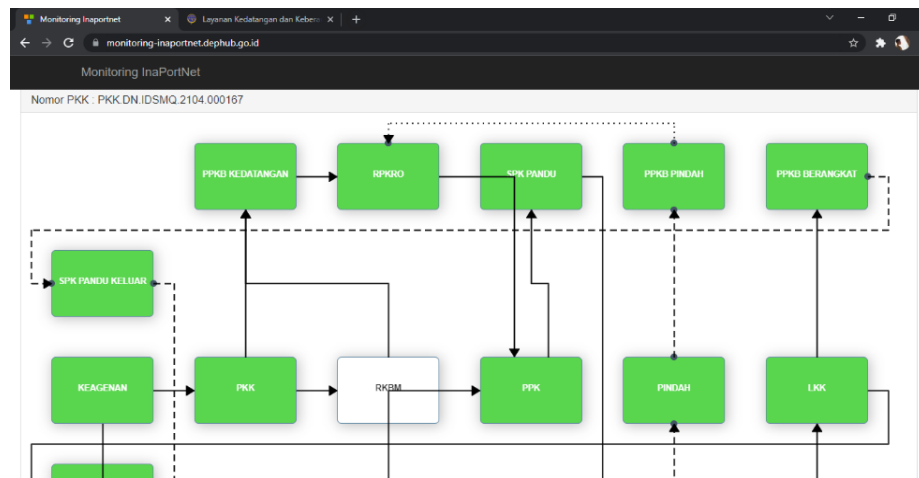 Monitoring Inaportnet
Layanan Kedatangan dan Kebera
monitoring-inaportnet.dephub.go.id
Monitoring InaPortNet
Nomor PKK : PKK.DN.IDSMQ.2104.000167
PPKB KEDATANGAN
RPKRO
SPK PANDU
PPKB PINDAH
PPKB BERANGKAT
SPK PANDU KELUAR
KEAGENAN
PKK
RKBM
PPK
PINDAH
LKK